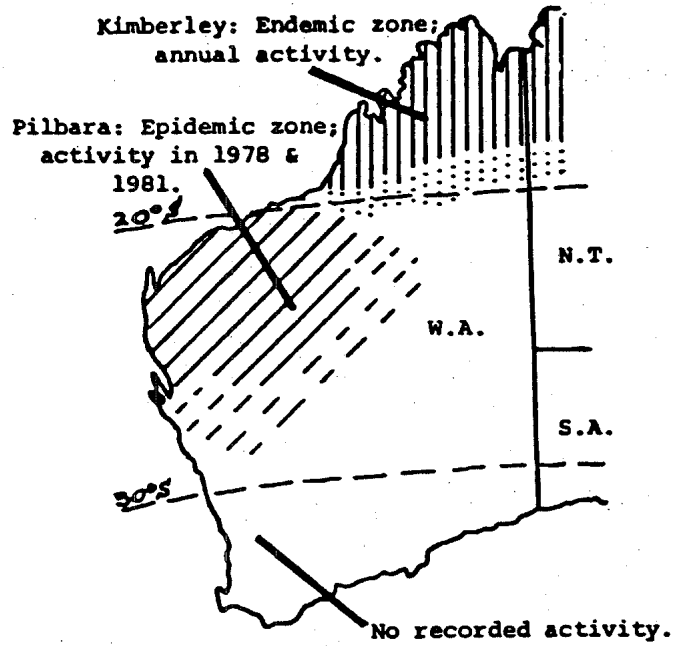 Kimberley: Endemic zone;
annual activity.
Pilbara: Epidemic zone;
activity in 1978 &
1981.
20°S
N.T.
W.A.
S.A.
30°S
No recorded activity.